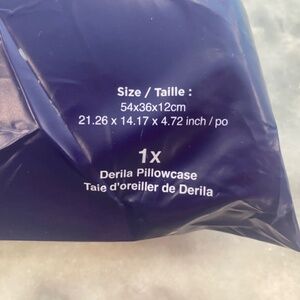 Size / Taille :
54x36x12cm
21.26 x 14.17 x 4.72 inch / po
1X
Derila Pillowcase
Taie d'oreiller de Derila